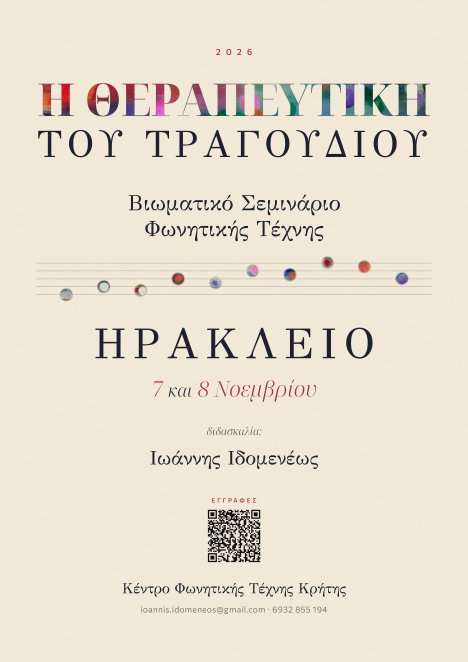 2026
Η ΘΕΡΑΠΕΥΤΙΚΗ
ΤΟΥ ΤΡΑΓΟΥΔΙΟΥ
Βιωματικό Σεμινάριο
Φωνητικής Τέχνης
ΗΡΑΚΛΕΙΟ
7 και 8 Νοεμβρίου
διδασκαλία:
Ιωάννης Ιδομενέως
ΕΓΓΡΑΦΕΣ
Κέντρο Φωνητικής Τέχνης Κρήτης
ioannis.idomeneos@gmail.com · 6932 855 194